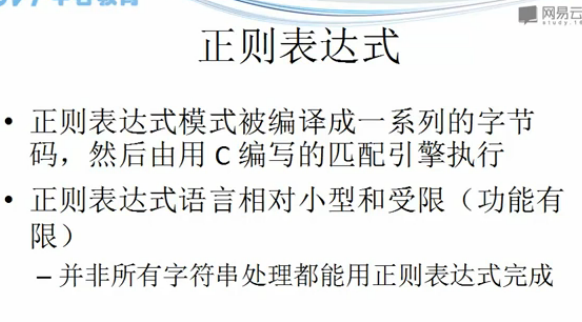 网易云
正则表达式
• 正则表达式模式被编译成一系列的字节
码，然后由用 C 编写的匹配引擎执行
• 正则表达式语言相对小型和受限（功能有
限）
– 并非所有字符串处理都能用正则表达式完成